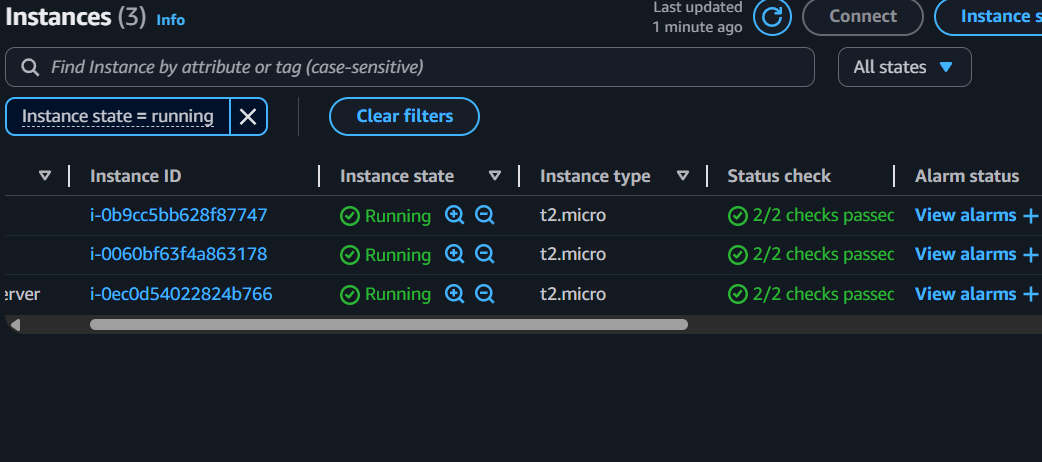 Instances (3) Info
Last updated
1 minute ago
Connect
Instance s
Find Instance by attribute or tag (case-sensitive)
All states
Instance state = running
Clear filters
Instance ID Instance state Instance type Status check Alarm status
i-0b9cc5bb628f87747 Running t2.micro 2/2 checks passed View alarms +
i-0060bf63f4a863178 Running t2.micro 2/2 checks passed View alarms +
erver i-0ec0d54022824b766 Running t2.micro 2/2 checks passed View alarms +